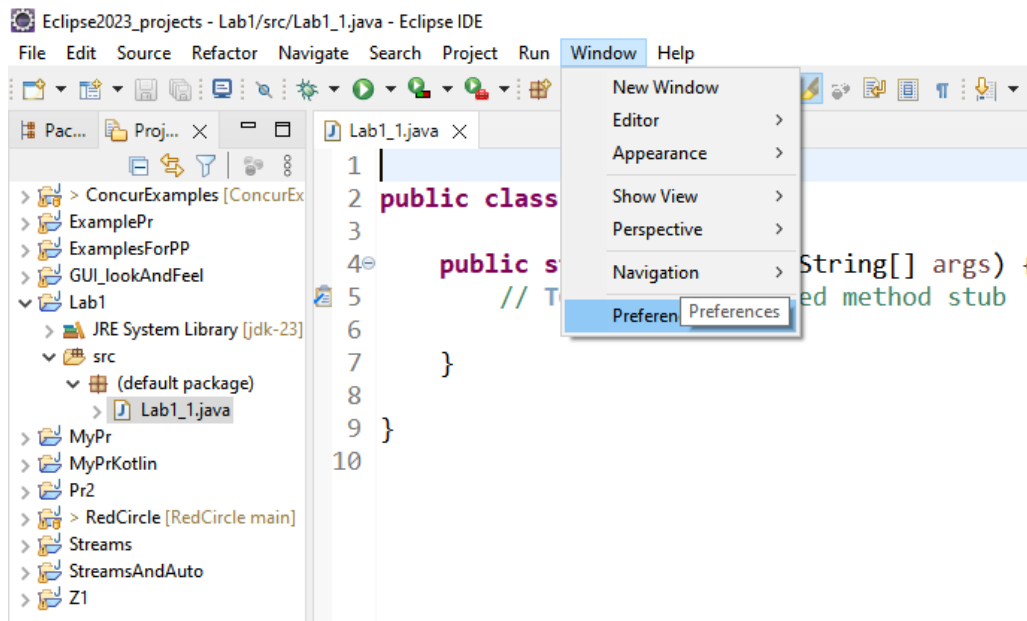 Eclipse2023_projects - Lab1/src/Lab1_1.java - Eclipse IDE
File Edit Source Refactor Navigate Search Project Run Window Help
New Window
Editor
Appearance
Show View
Perspective
Navigation
Preferen
Preferences
Pac... Proj...
> ConcurExamples [ConcurEx
ExamplePr
ExamplesForPP
GUI_lookAndFeel
Lab1
JRE System Library [jdk-23]
src
(default package)
Lab1_1.java
MyPr
MyPrKotlin
Pr2
> RedCircle [RedCircle main]
Streams
StreamsAndAuto
Z1
Lab1_1.java
1
2 public class
3
4 public s String[] args) {
5 // T ed method stub
6
7 }
8
9 }
10